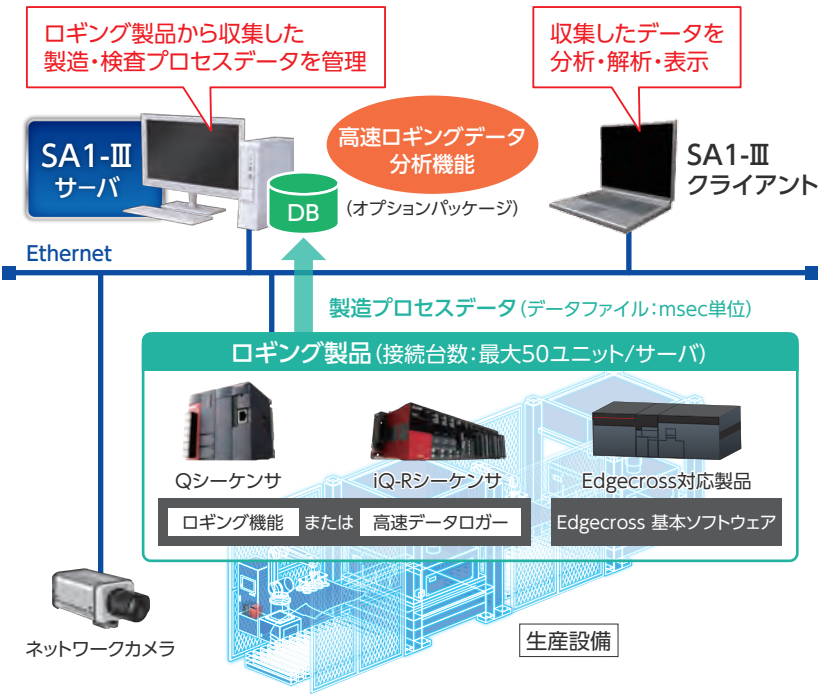 ロギング製品から収集した
製造・検査プロセスデータを管理
収集したデータを
分析・解析・表示
SA1-Ⅲ
サーバ
高速ロギングデータ
分析機能
(オプションパッケージ)
DB
SA1-Ⅲ
クライアント
Ethernet
製造プロセスデータ(データファイル:msec単位)
ロギング製品(接続台数:最大50ユニット/サーバ)
Qシーケンサ
iQ-Rシーケンサ
Edgecross対応製品
ロギング機能 または 高速データロガー
Edgecross 基本ソフトウェア
ネットワークカメラ
生産設備